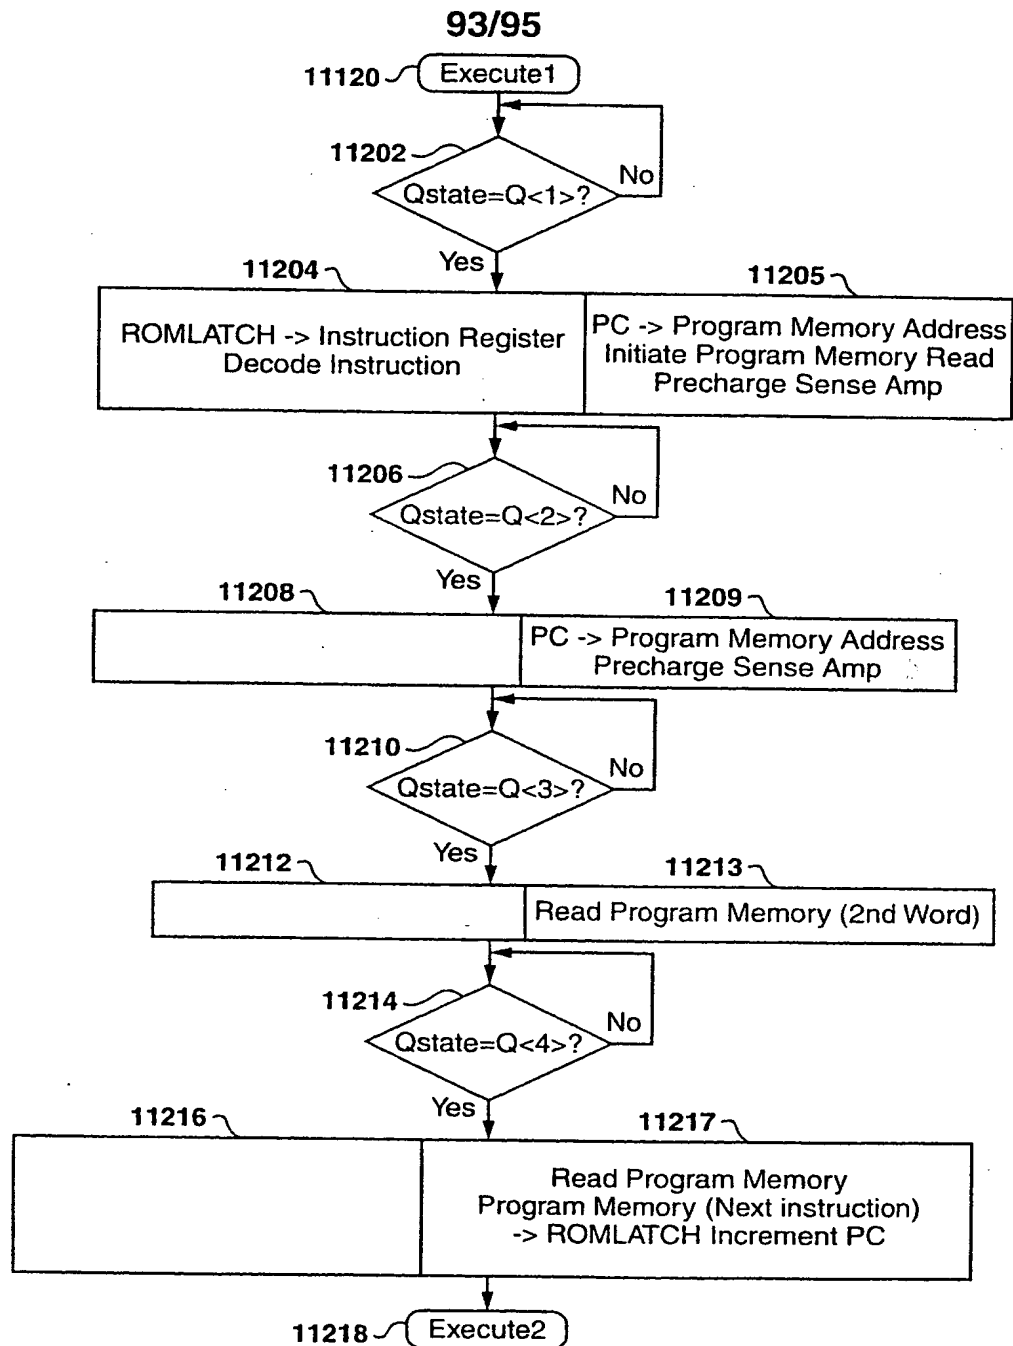 93/95
11120
Execute1
11202
Qstate=Q<1>?
No
Yes
11204
11205
ROMLATCH -> Instruction Register
Decode Instruction
PC -> Program Memory Address
Initiate Program Memory Read
Precharge Sense Amp
11206
Qstate=Q<2>?
No
Yes
11208
11209
PC -> Program Memory Address
Precharge Sense Amp
11210
Qstate=Q<3>?
No
Yes
11212
11213
Read Program Memory (2nd Word)
11214
Qstate=Q<4>?
No
Yes
11216
11217
Read Program Memory
Program Memory (Next instruction)
-> ROMLATCH Increment PC
11218
Execute2